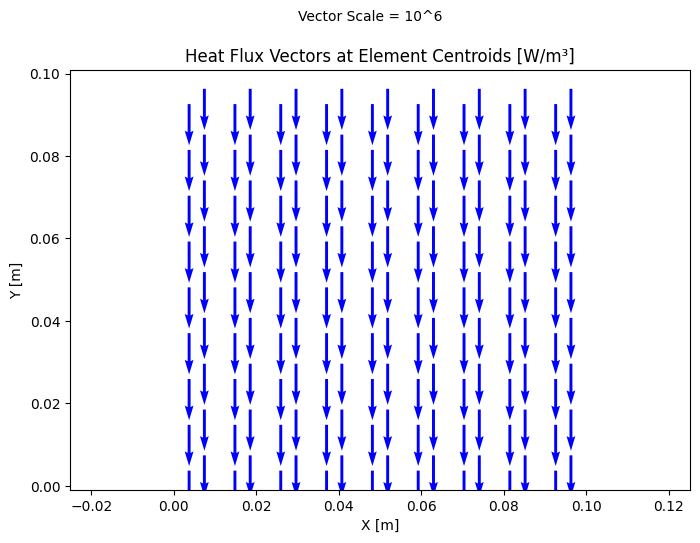 Vector Scale = 10^6
Heat Flux Vectors at Element Centroids [W/m³]
0.10
0.08
0.06
0.04
0.02
0.00
Y [m]
−0.02 0.00 0.02 0.04 0.06 0.08 0.10 0.12
X [m]